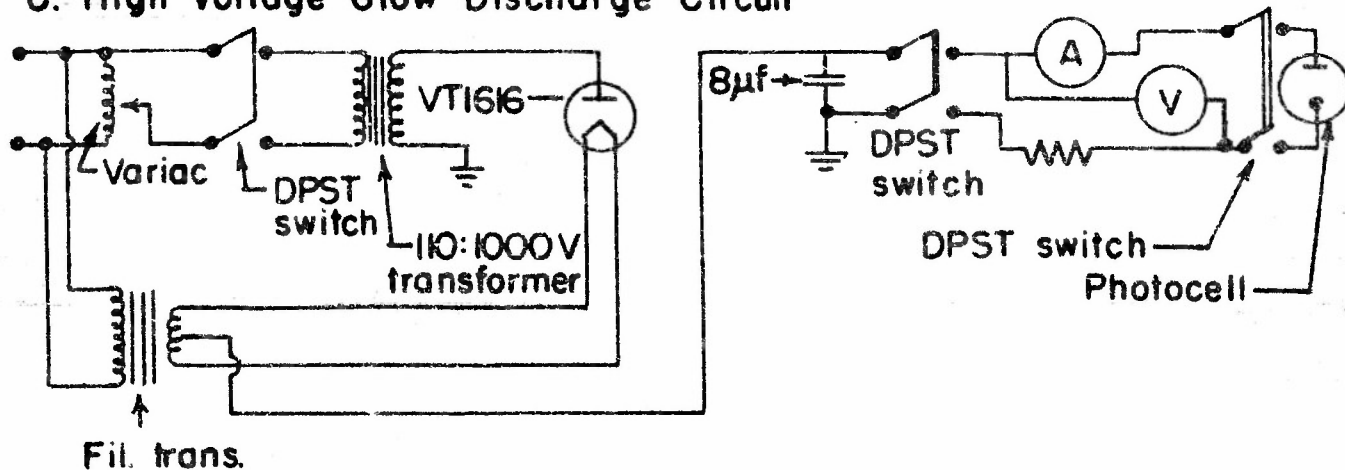 High Voltage Glow Discharge Circuit
VT1616
8μf
A
V
Variac
DPST
switch
110:1000V
transformer
DPST
switch
DPST switch
Photocell
Fil. trans.